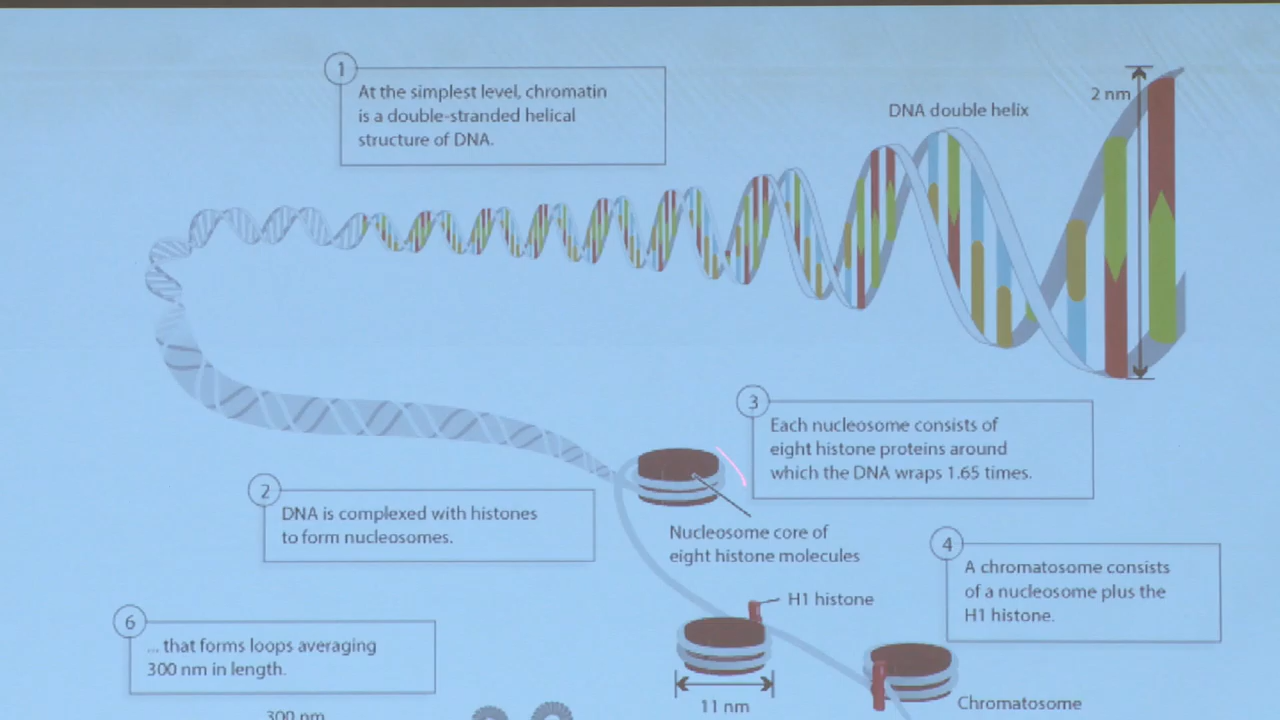 1
At the simplest level, chromatin
is a double-stranded helical
structure of DNA.
DNA double helix
2 nm
3
Each nucleosome consists of
eight histone proteins around
which the DNA wraps 1.65 times.
2
DNA is complexed with histones
to form nucleosomes.
Nucleosome core of
eight histone molecules
4
A chromatosome consists
of a nucleosome plus the
H1 histone.
H1 histone
6
... that forms loops averaging
300 nm in length.
11 nm
Chromatosome
300 nm